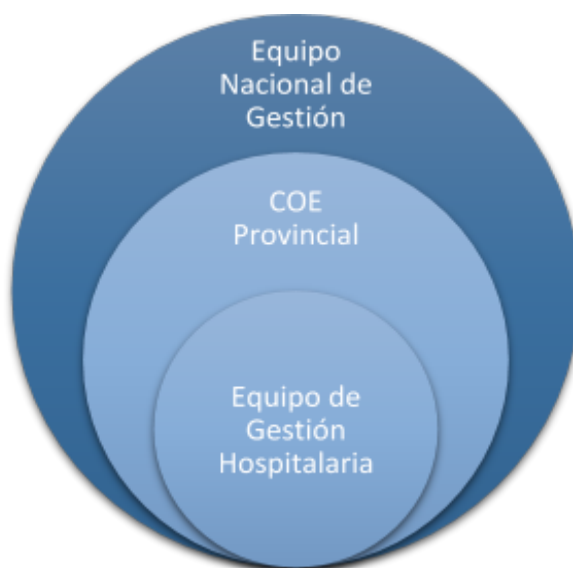 Equipo
Nacional de
Gestión
COE
Provincial
Equipo de
Gestión
Hospitalaria